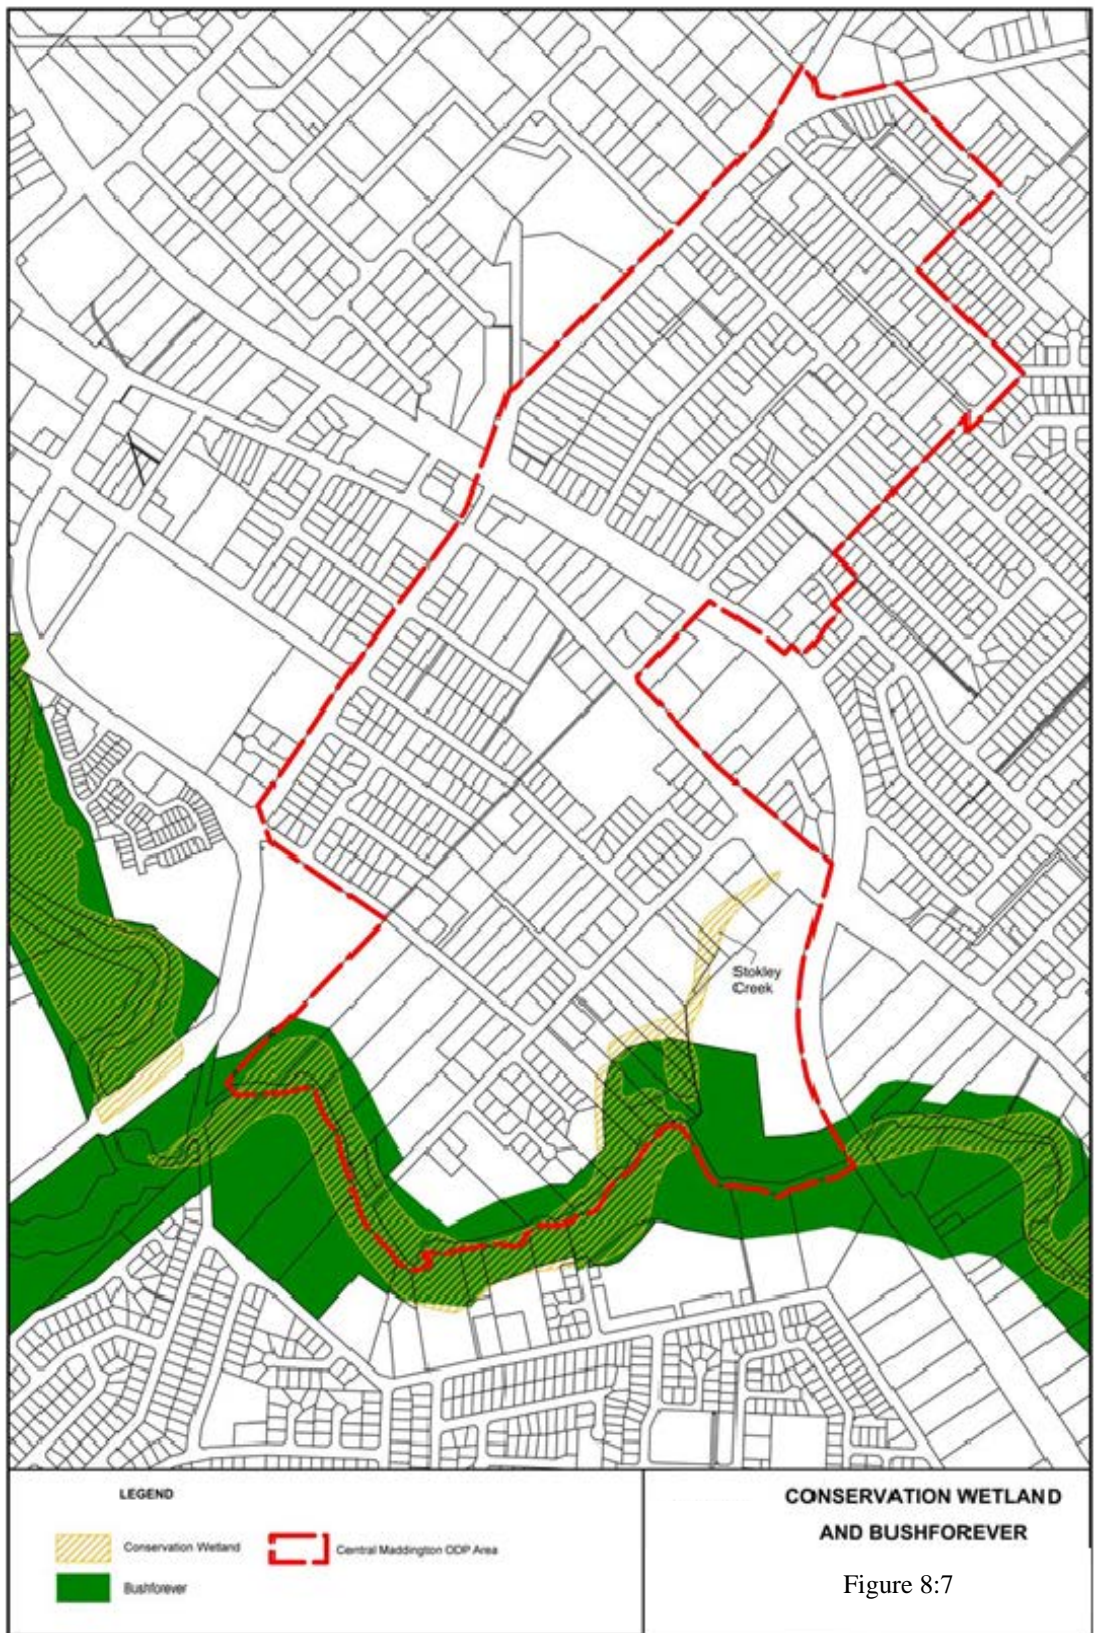 Stokley
Creek
LEGEND
Conservation Wetland
Central Maddington ODP Area
Bushforever
CONSERVATION WETLAND
AND BUSHFOREVER
Figure 8:7